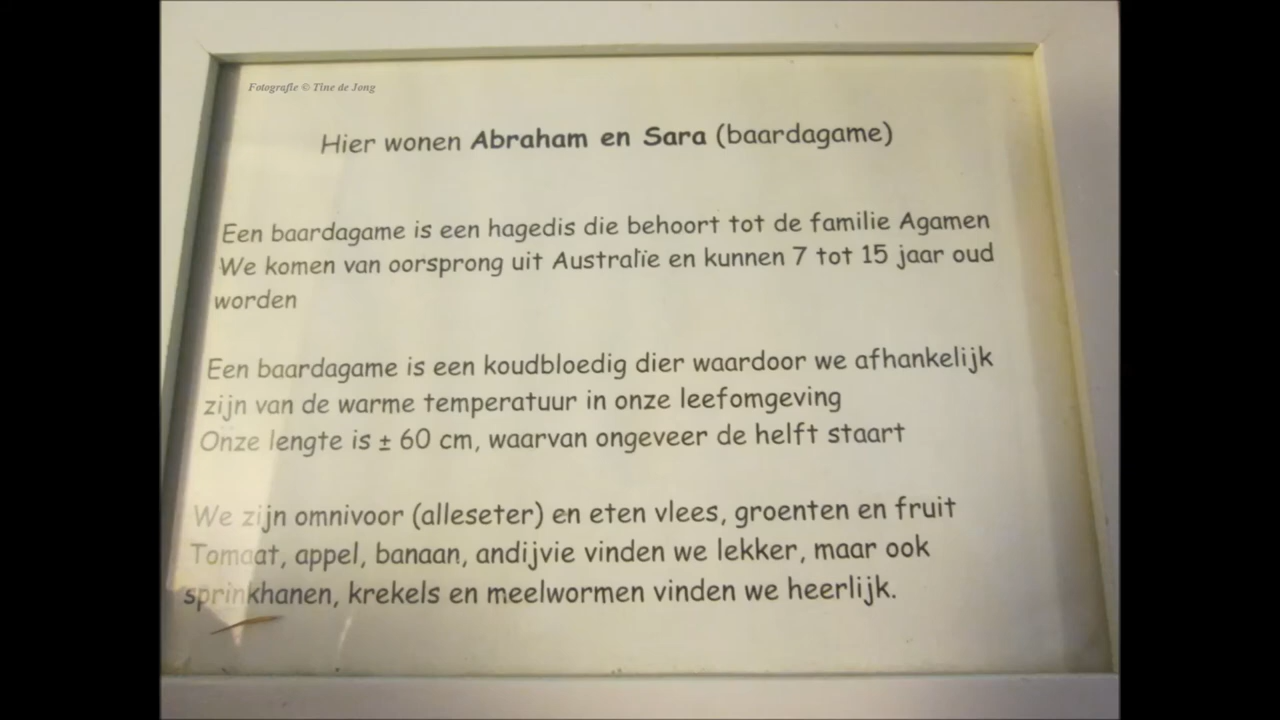 Fotografie © Tine de Jong
Hier wonen Abraham en Sara (baardagame)
Een baardagame is een hagedis die behoort tot de familie Agamen
We komen van oorsprong uit Australïe en kunnen 7 tot 15 jaar oud
worden
Een baardagame is een koudbloedig dier waardoor we afhankelijk
zijn van de warme temperatuur in onze leefomgeving
Onze lengte is ± 60 cm, waarvan ongeveer de helft staart
We zijn omnivoor (alleseter) en eten vlees, groenten en fruit
Tomaat, appel, banaan, andijvie vinden we lekker, maar ook
sprinkhanen, krekels en meelwormen vinden we heerlijk.